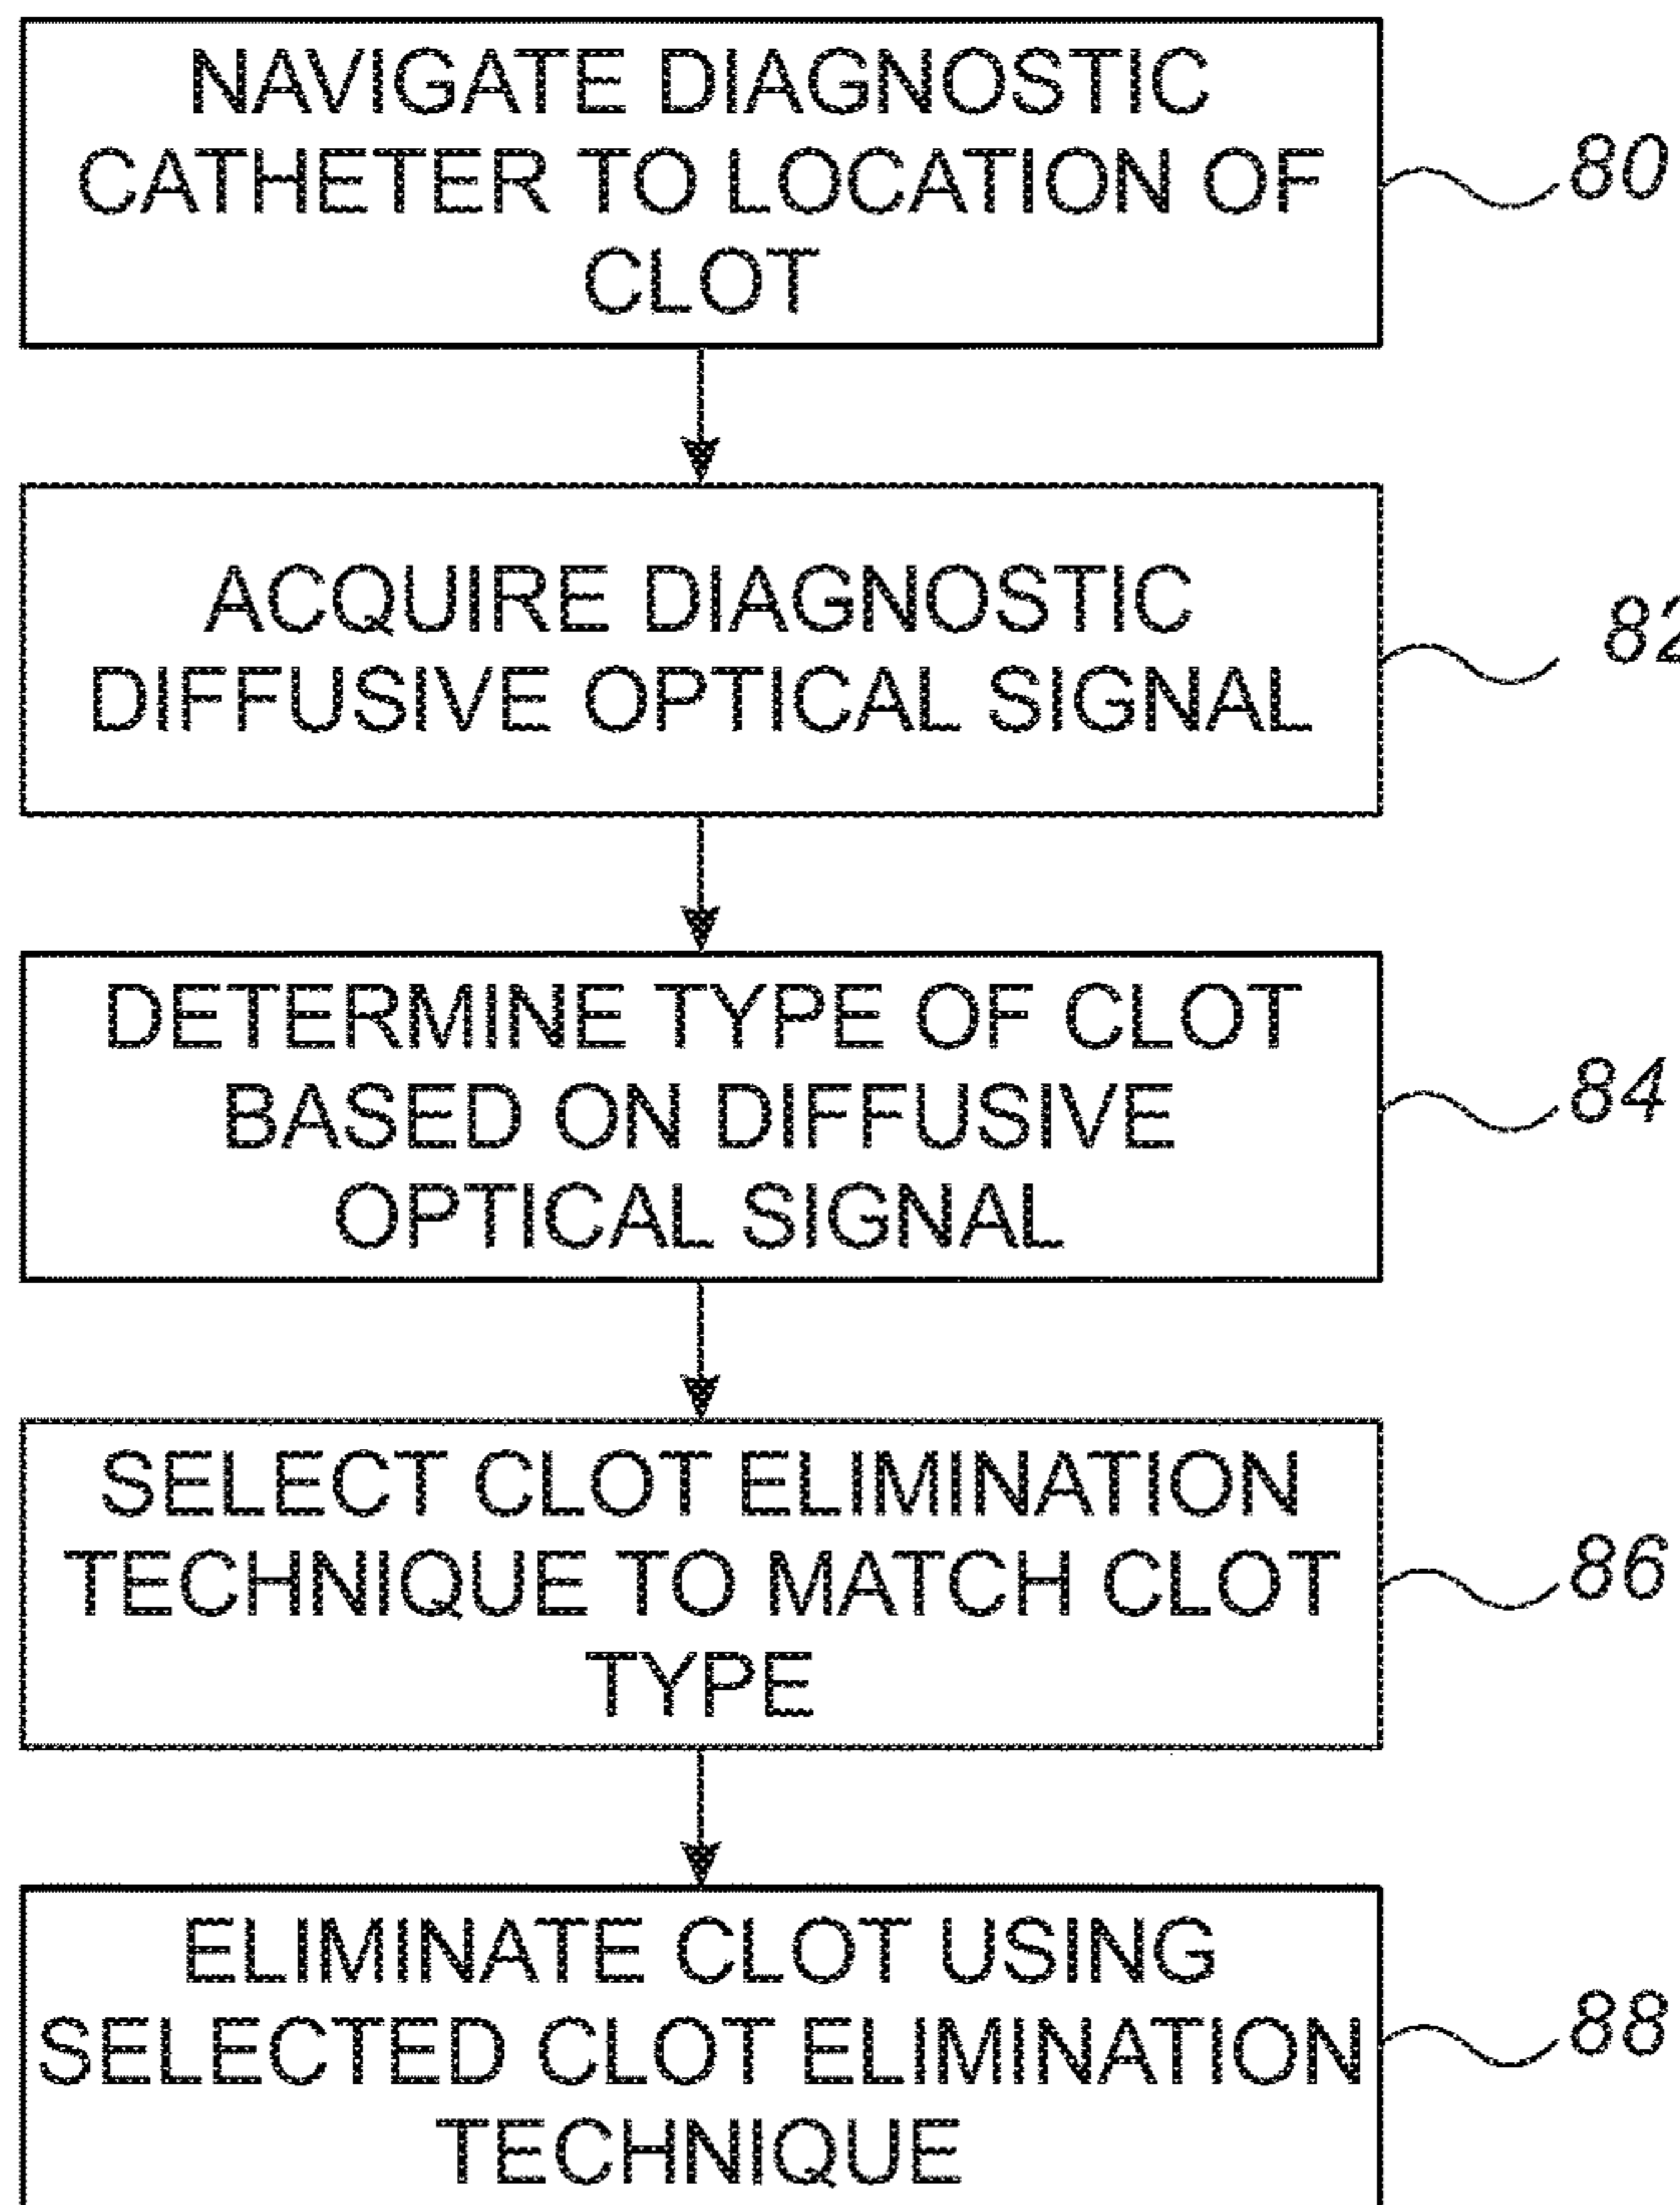 NAVIGATE DIAGNOSTIC
CATHETER TO LOCATION OF
CLOT
80
ACQUIRE DIAGNOSTIC
DIFFUSIVE OPTICAL SIGNAL
82
DETERMINE TYPE OF CLOT
BASED ON DIFFUSIVE
OPTICAL SIGNAL
84
SELECT CLOT ELIMINATION
TECHNIQUE TO MATCH CLOT
TYPE
86
ELIMINATE CLOT USING
SELECTED CLOT ELIMINATION
TECHNIQUE
88